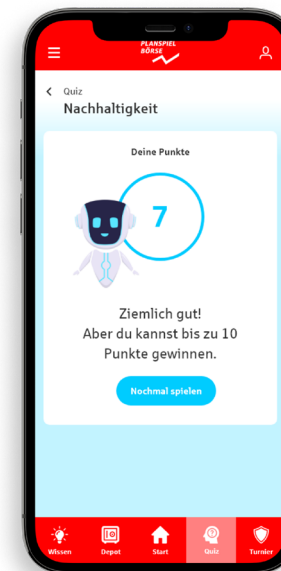 PLANSPIEL
BÖRSE
Quiz
Nachhaltigkeit
Deine Punkte
7
Ziemlich gut!
Aber du kannst bis zu 10
Punkte gewinnen.
Nochmal spielen
Wissen
Depot
Start
Quiz
Turnier